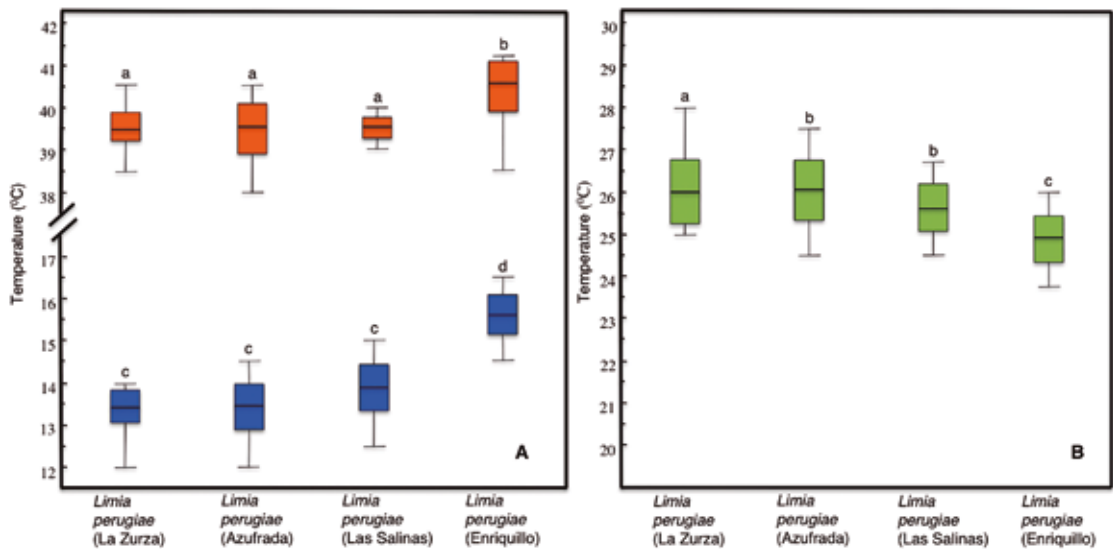 42
41
40
39
38
16
15
14
13
12
Temperature (ºC)
a
a
a
b
c
c
c
d
A
Limia
perugiae
(La Zurza)
Limia
perugiae
(Azufrada)
Limia
perugiae
(Las Salinas)
Limia
perugiae
(Enriquillo)
30
29
28
27
26
25
24
23
22
21
20
Temperature (ºC)
a
b
b
c
B
Limia
perugiae
(La Zurza)
Limia
perugiae
(Azufrada)
Limia
perugiae
(Las Salinas)
Limia
perugiae
(Enriquillo)